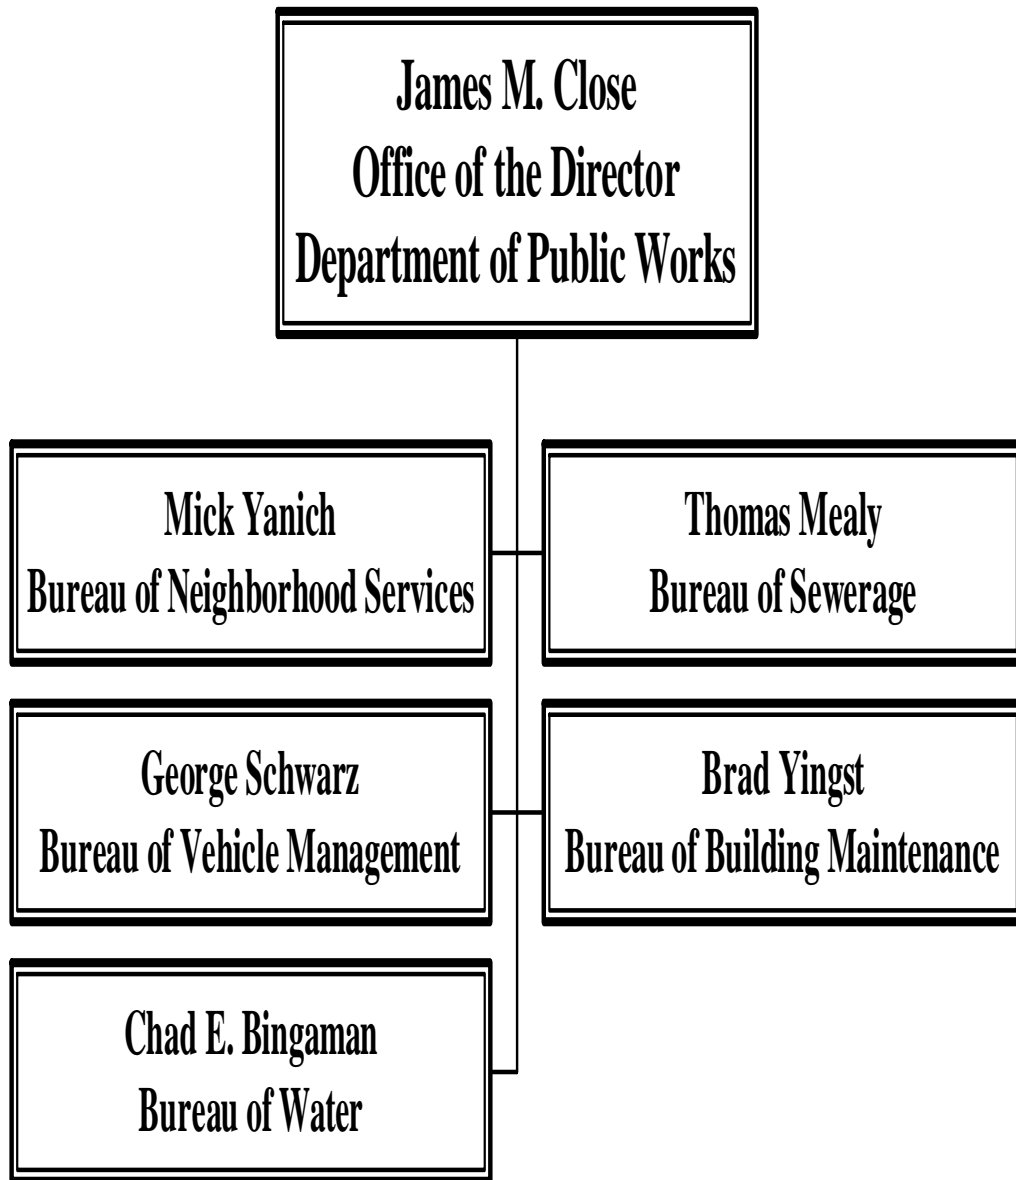 James M. Close
Office of the Director
Department of Public Works
Mick Yanich
Bureau of Neighborhood Services
Thomas Mealy
Bureau of Sewerage
George Schwarz
Bureau of Vehicle Management
Brad Yingst
Bureau of Building Maintenance
Chad E. Bingaman
Bureau of Water